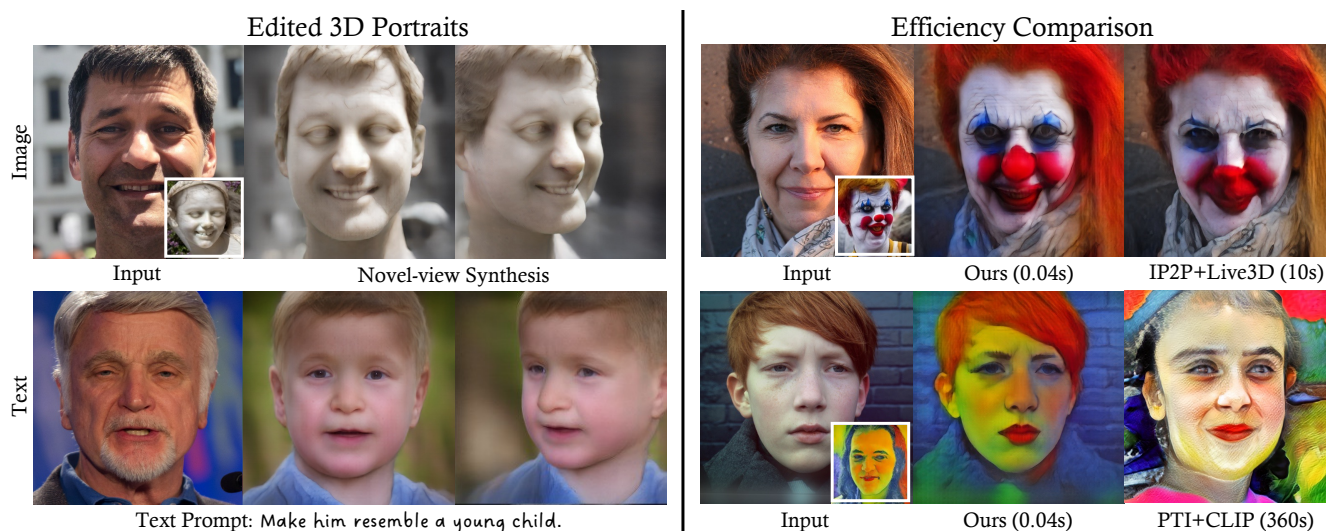 Edited 3D Portraits
Image
Input
Novel-view Synthesis
Text
Text Prompt: Make him resemble a young child.
Efficiency Comparison
Input
Ours (0.04s)
IP2P+Live3D (10s)
Input
Ours (0.04s)
PTI+CLIP (360s)